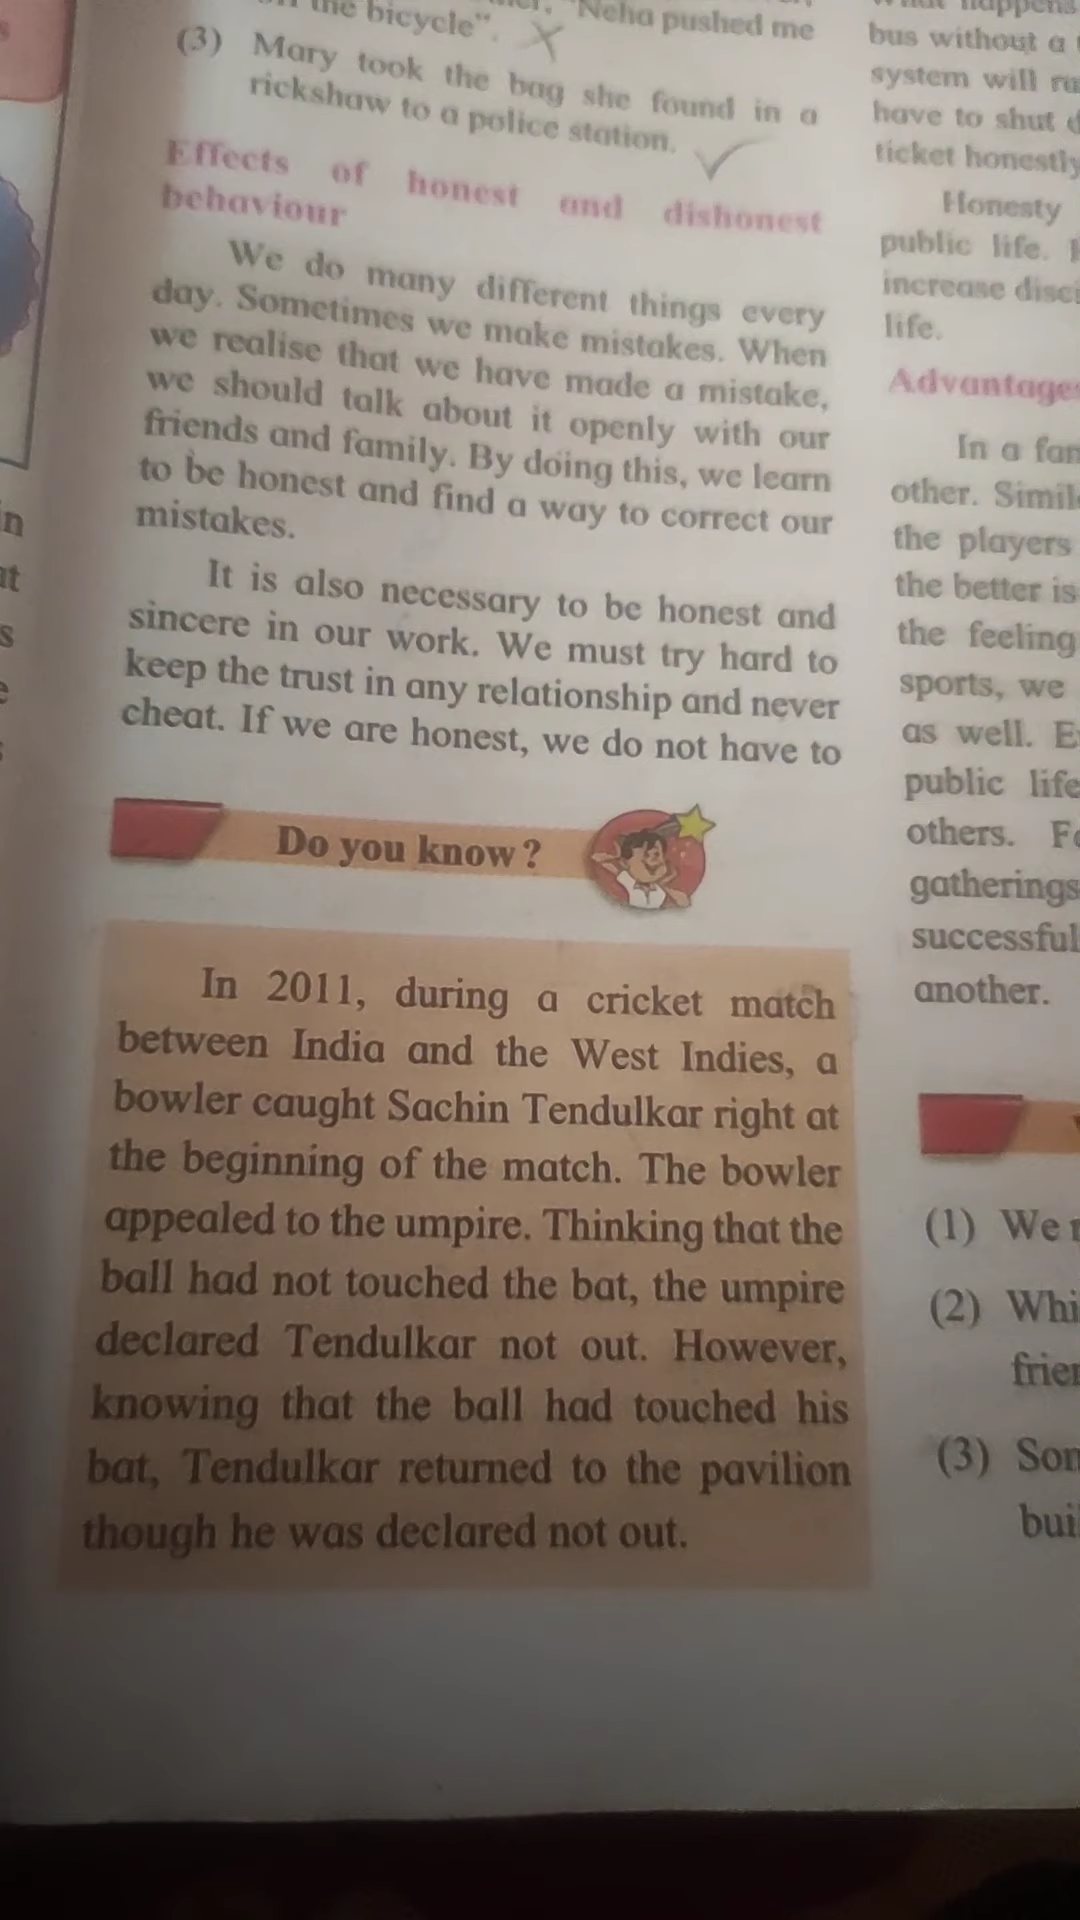 the bicycle".
"Neha pushed me
(3) Mary took the bag she found in a
rickshaw to a police station.
Effects of honest and dishonest
behaviour
We do many different things every
day. Sometimes we make mistakes. When
we realise that we have made a mistake,
we should talk about it openly with our
friends and family. By doing this, we learn
to be honest and find a way to correct our
mistakes.
It is also necessary to be honest and
sincere in our work. We must try hard to
keep the trust in any relationship and never
cheat. If we are honest, we do not have to
Do you know?
In 2011, during a cricket match
between India and the West Indies, a
bowler caught Sachin Tendulkar right at
the beginning of the match. The bowler
appealed to the umpire. Thinking that the
ball had not touched the bat, the umpire
declared Tendulkar not out. However,
knowing that the ball had touched his
bat, Tendulkar returned to the pavilion
though he was declared not out.
bus without a
system will
have to shut
ticket honestly
Honesty
public life.
increase
life.
Advantages
In a
other.
the players
the better is
the feeling
sports, we
as well.
public life
others.
gatherings
successful
another.
(1) We
(2)
(3)